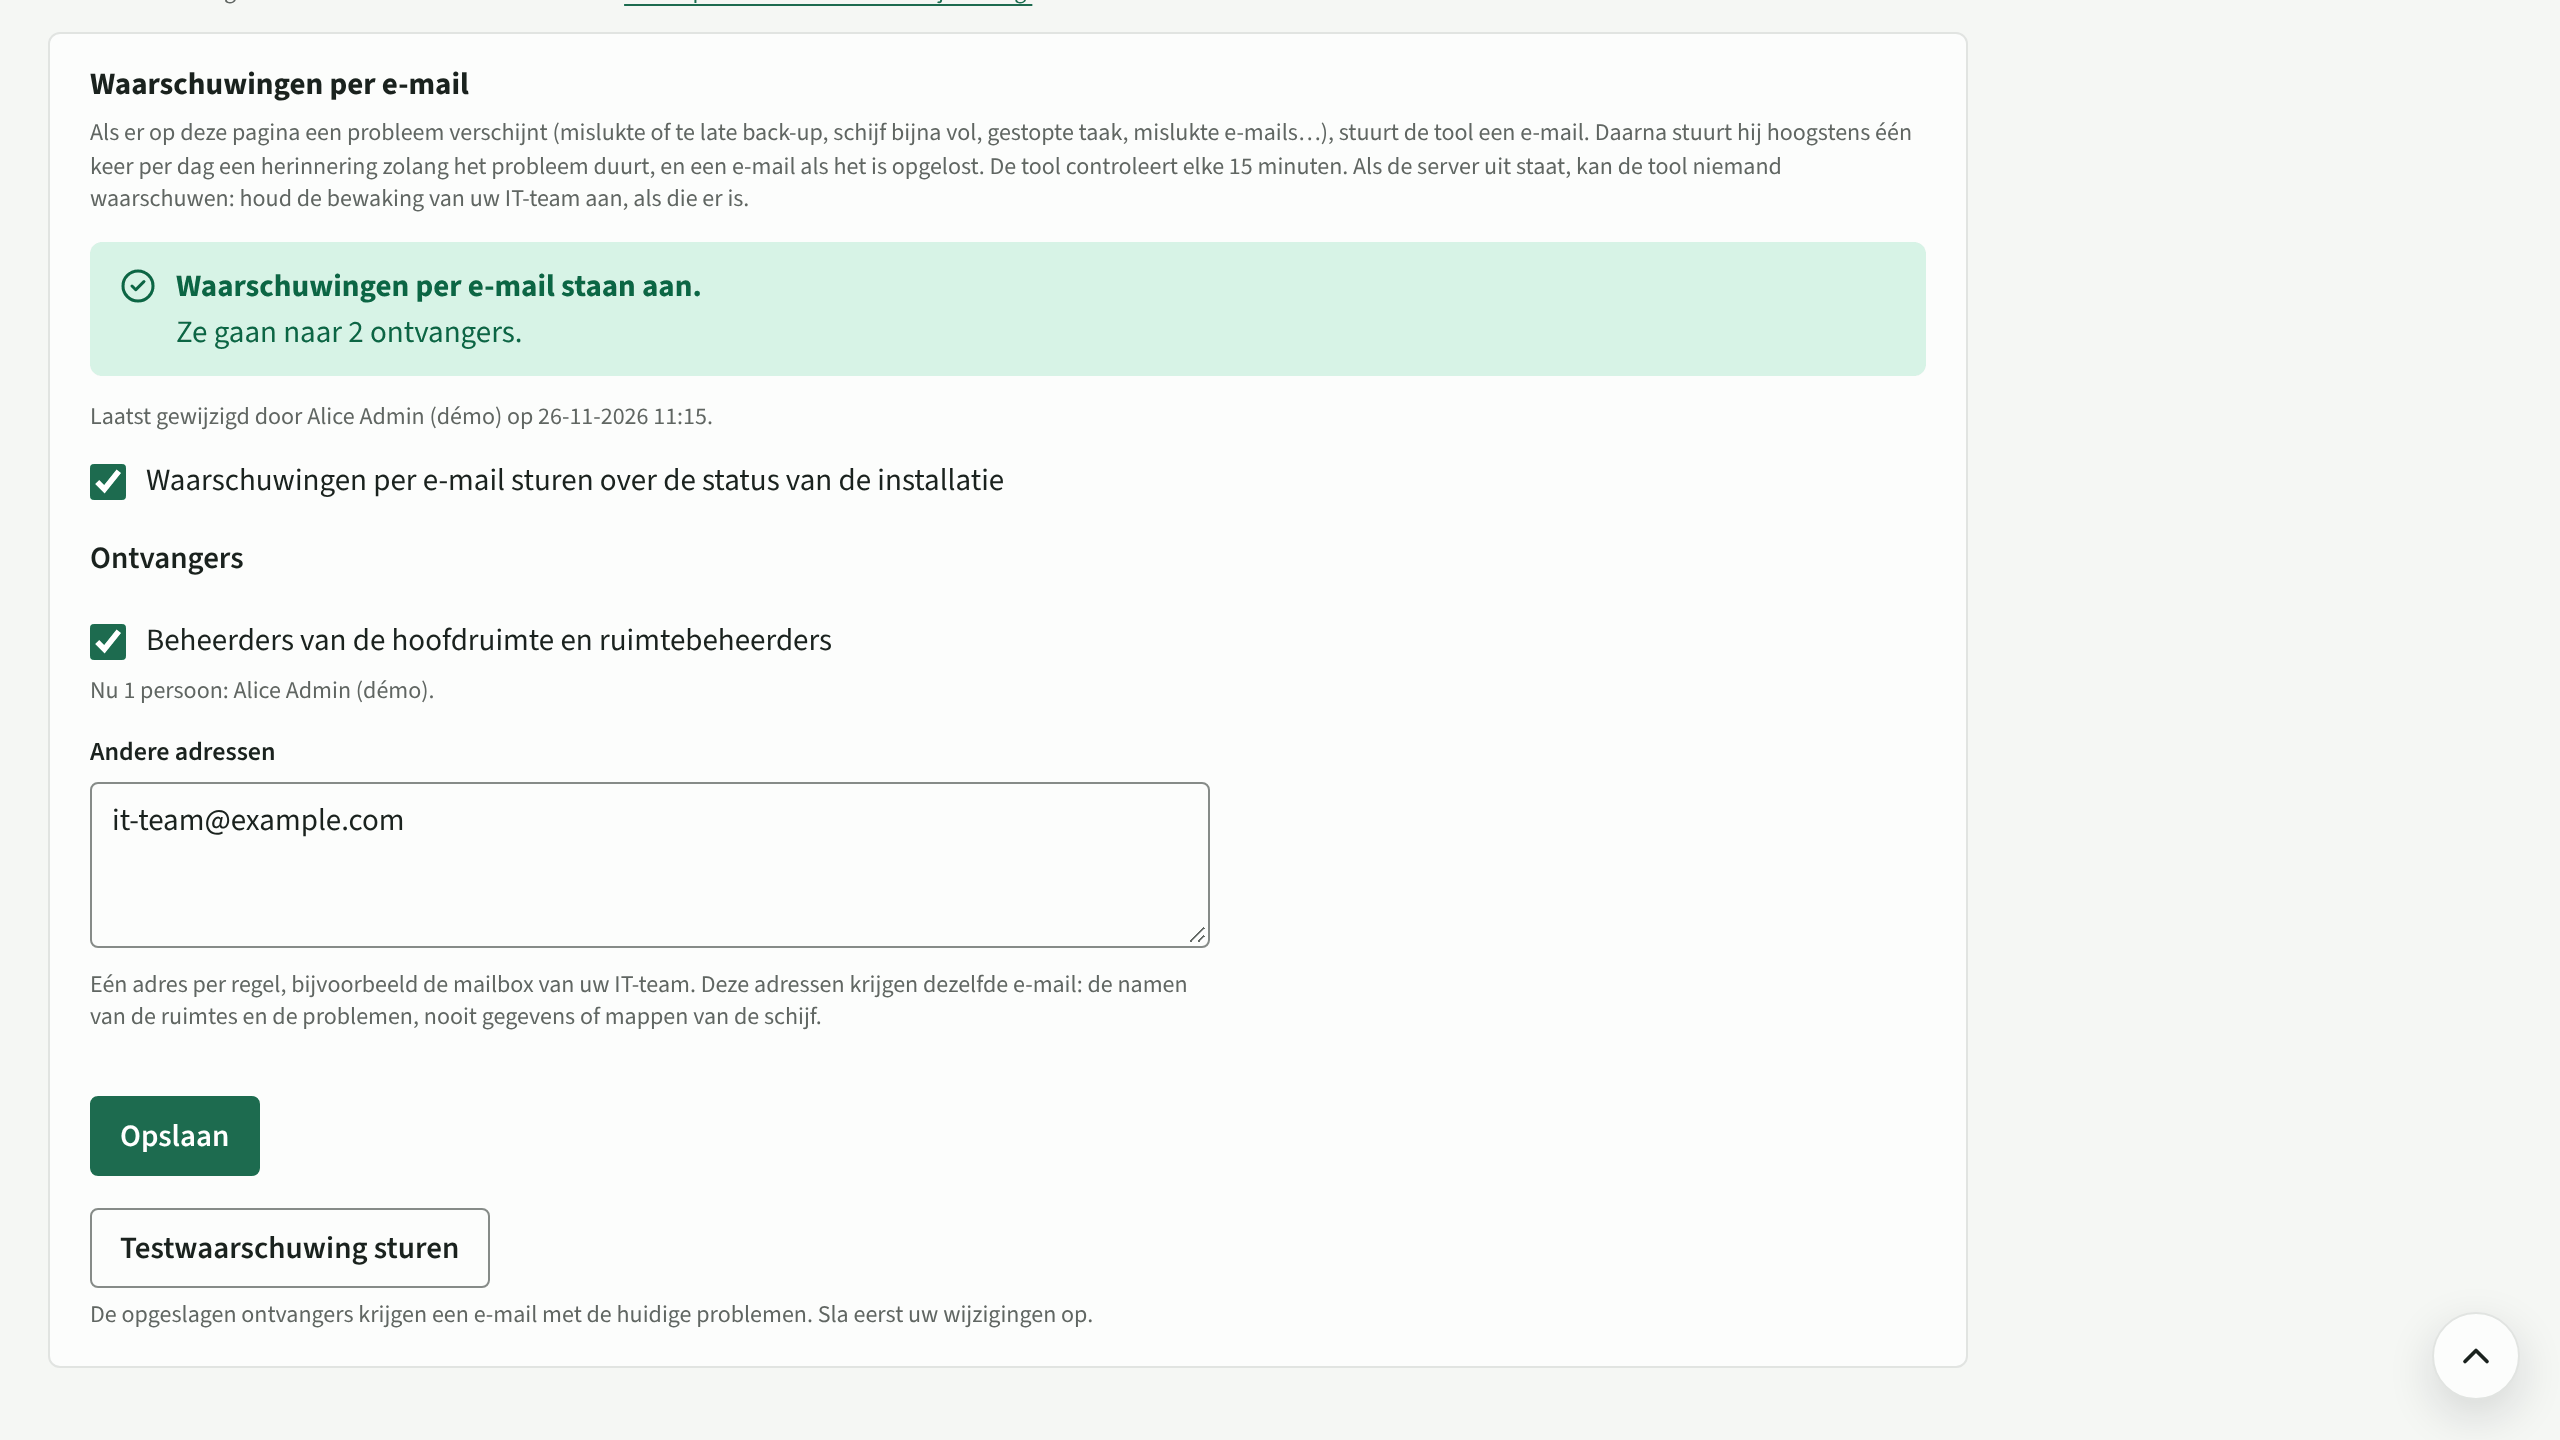 Waarschuwingen per e-mail
Als er op deze pagina een probleem verschijnt (mislukte of te late back-up, schijf bijna vol, gestopte taak, mislukte e-mails…), stuurt de tool een e-mail. Daarna stuurt hij hoogstens één
keer per dag een herinnering zolang het probleem duurt, en een e-mail als het is opgelost. De tool controleert elke 15 minuten. Als de server uit staat, kan de tool niemand
waarschuwen: houd de bewaking van uw IT-team aan, als die er is.
Waarschuwingen per e-mail staan aan.
Ze gaan naar 2 ontvangers.
Laatst gewijzigd door Alice Admin (démo) op 26-11-2026 11:15.
Waarschuwingen per e-mail sturen over de status van de installatie
Ontvangers
Beheerders van de hoofdruimte en ruimtebeheerders
Nu 1 persoon: Alice Admin (démo).
Andere adressen
it-team@example.com
Eén adres per regel, bijvoorbeeld de mailbox van uw IT-team. Deze adressen krijgen dezelfde e-mail: de namen
van de ruimtes en de problemen, nooit gegevens of mappen van de schijf.
Opslaan
Testwaarschuwing sturen
De opgeslagen ontvangers krijgen een e-mail met de huidige problemen. Sla eerst uw wijzigingen op.